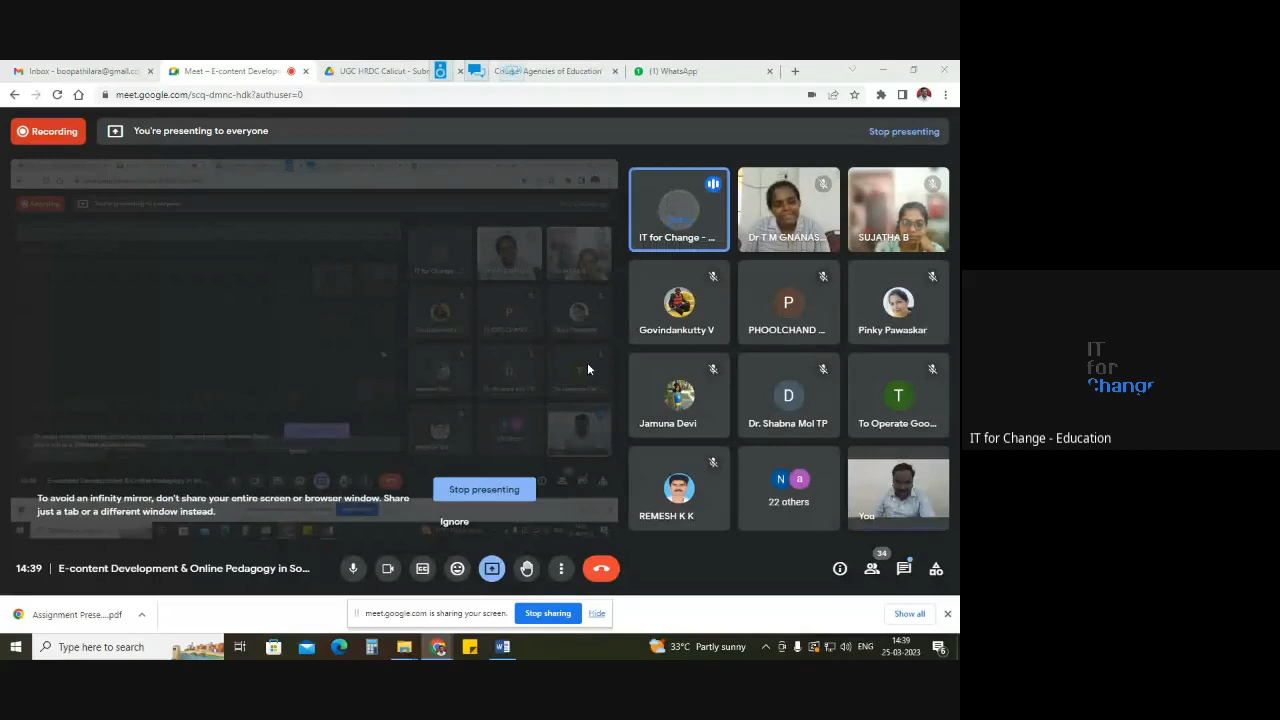 Inbox - boopathilara@gmail.co
Meet – E-content Develop
UGC HRDC Calicut - Subm
Agencies of Education
(1) WhatsApp
meet.google.com/scq-dmnc-hdk?authuser=0
Recording
You're presenting to everyone
Stop presenting
IT for Change - ...
Dr T M GNANAS...
SUJATHA B
Govindankutty V
P
PHOOLCHAND ...
Pinky Pawaskar
Jamuna Devi
D
Dr. Shabna Mol TP
T
To Operate Goo...
REMESH K K
N a
22 others
You
To avoid an infinity mirror, don't share your entire screen or browser window. Share
just a tab or a different window instead.
Stop presenting
Ignore
14:39 | E-content Development & Online Pedagogy in So...
34
Assignment Prese....pdf
meet.google.com is sharing your screen.
Stop sharing
Hide
Show all
Type here to search
33°C Partly sunny
ENG
14:39
25-03-2023
6
IT
for
Change
IT for Change - Education